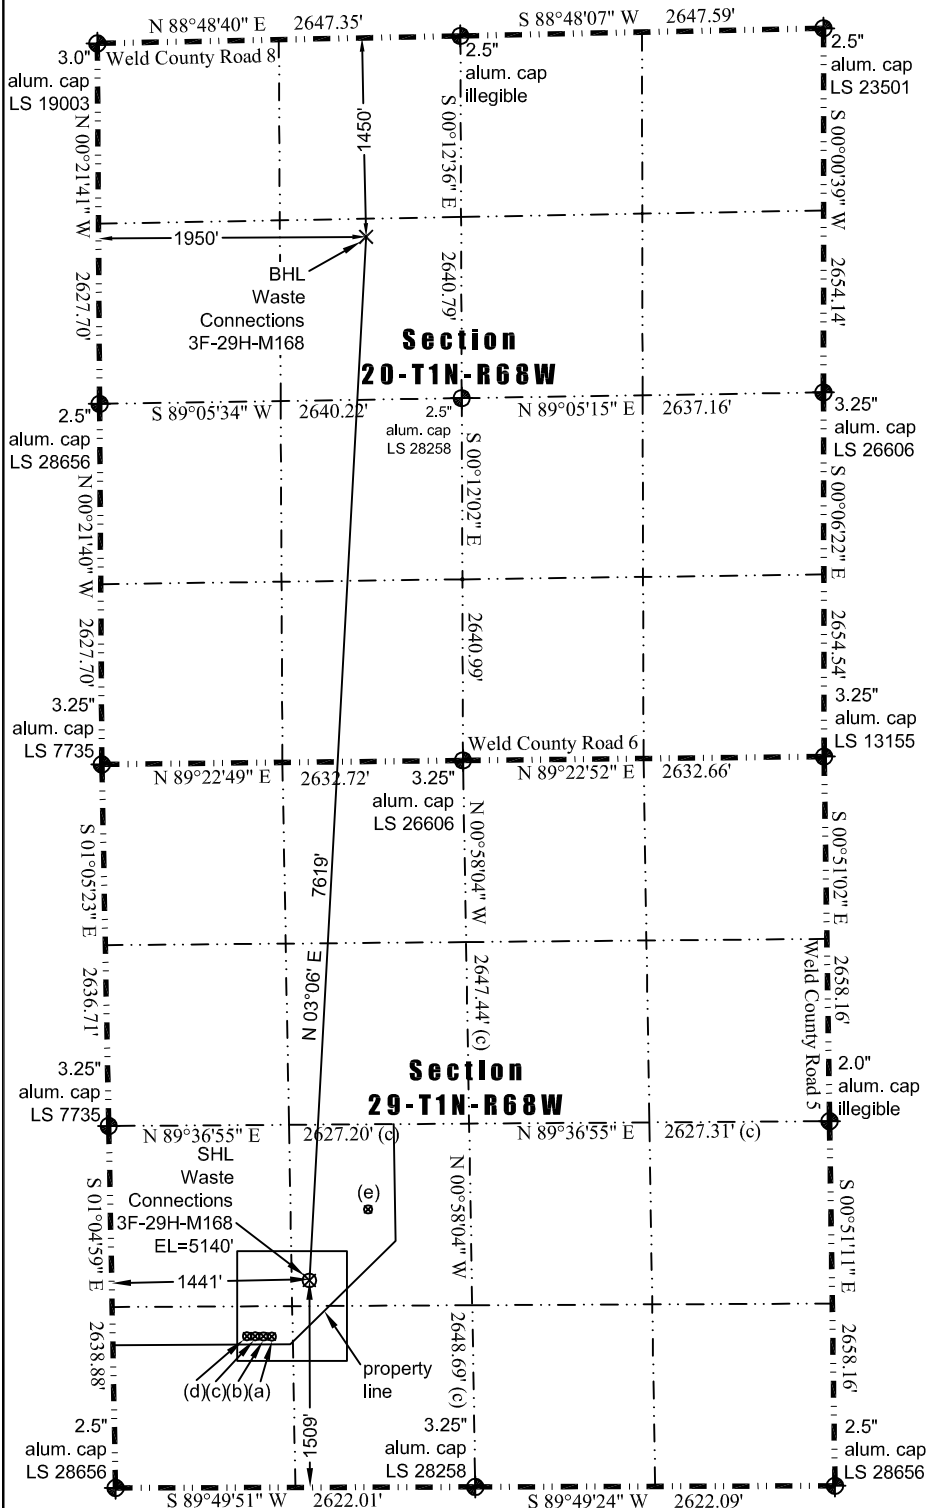 N 88°48'40" E 2647.35'
S 88°48'07" W 2647.59'
3.0"
alum. cap
LS 19003
Weld County Road 8
2.5"
alum. cap
illegible
2.5"
alum. cap
LS 23501
1450'
N 00°21'41" W 2627.70'
S 00°12'36" E 2640.79'
S 00°00'39" W 2654.14'
1950'
BHL
Waste
Connections
3F-29H-M168
Section
20-T1N-R68W
2.5"
alum. cap
LS 28656
S 89°05'34" W 2640.22'
2.5"
alum. cap
LS 28258
N 89°05'15" E 2637.16'
3.25"
alum. cap
LS 26606
N 00°21'40" W 2627.70'
S 00°12'02" E 2640.99'
S 00°06'22" E 2654.54'
3.25"
alum. cap
LS 7735
Weld County Road 6
3.25"
alum. cap
LS 13155
N 89°22'49" E 2632.72'
3.25"
alum. cap
LS 26606
N 89°22'52" E 2632.66'
S 01°05'23" E 2636.71'
7619'
N 03°06' E
N 00°58'04" W 2647.44' (c)
S 00°51'02" E 2658.16'
Weld County Road 5
Section
29-T1N-R68W
3.25"
alum. cap
LS 7735
2.0"
alum. cap
illegible
N 89°36'55" E 2627.20' (c)
N 89°36'55" E 2627.31' (c)
SHL
Waste
Connections
3F-29H-M168
EL=5140'
(e)
S 01°04'59" E 2638.88'
N 00°58'04" W 2648.69' (c)
S 00°51'11" E 2658.16'
1441'
(d)(c)(b)(a)
property
line
1509'
2.5"
alum. cap
LS 28656
3.25"
alum. cap
LS 28258
2.5"
alum. cap
LS 28656
S 89°49'51" W 2622.01'
S 89°49'24" W 2622.09'